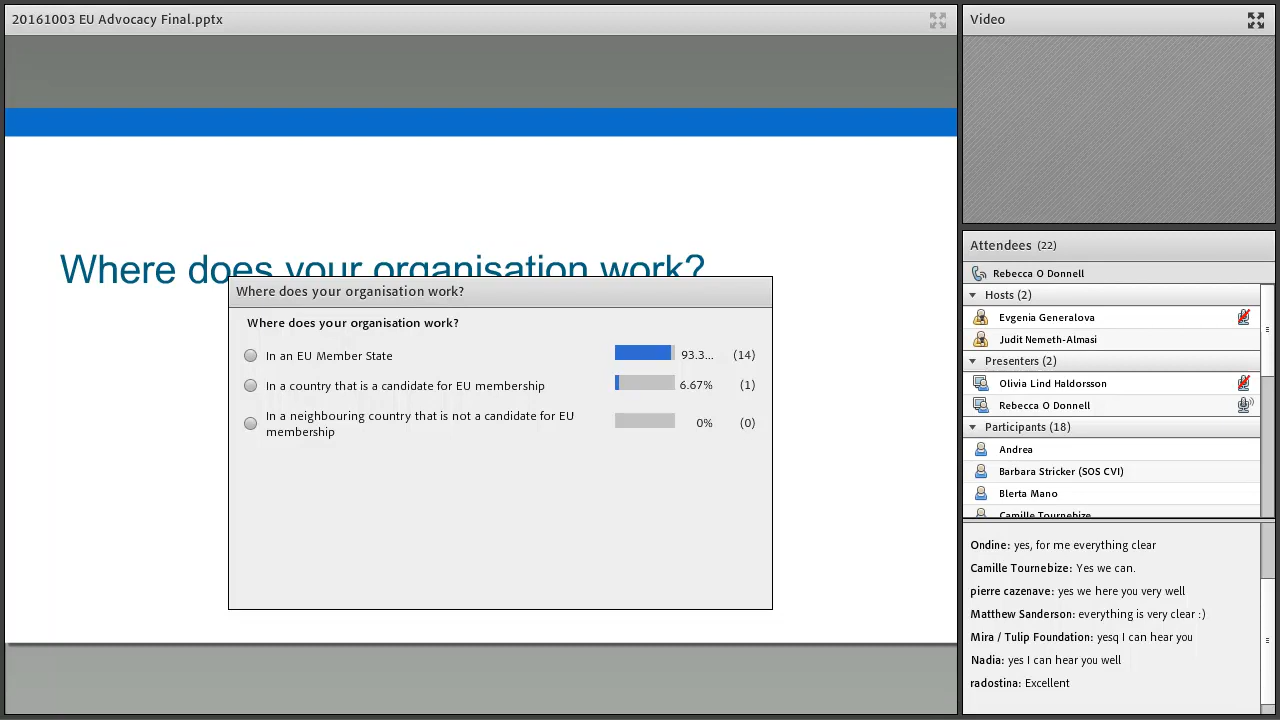 20161003 EU Advocacy Final.pptx
Where does your organisation work?
Where does your organisation work?
Where does your organisation work?
In an EU Member State 93.3... (14)
In a country that is a candidate for EU membership 6.67% (1)
In a neighbouring country that is not a candidate for EU
membership 0% (0)
Video
Attendees (22)
Rebecca O Donnell
Hosts (2)
Evgenia Generalova
Judit Nemeth-Almasi
Presenters (2)
Olivia Lind Haldorsson
Rebecca O Donnell
Participants (18)
Andrea
Barbara Stricker (SOS CVI)
Blerta Mano
Camille Tournebize
Ondine: yes, for me everything clear
Camille Tournebize: Yes we can.
pierre cazenave: yes we here you very well
Matthew Sanderson: everything is very clear :)
Mira / Tulip Foundation: yesq I can hear you
Nadia: yes I can hear you well
radostina: Excellent